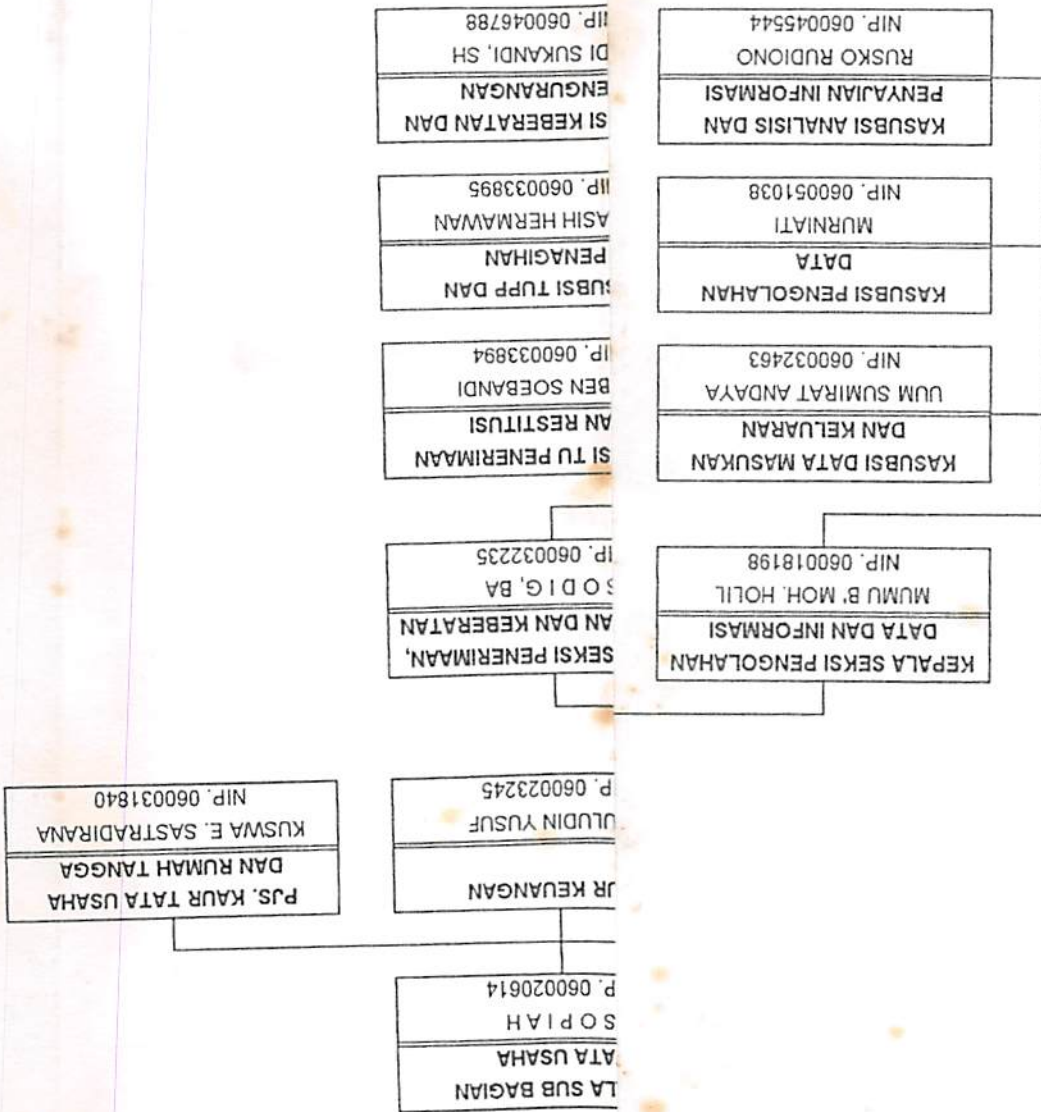 LA SUB BAGIAN
ATA USAHA
S O P I A H
P. 060020614
UR KEUANGAN
ULUDIN YUSUF
P. 060023245
PJS. KAUR TATA USAHA
DAN RUMAH TANGGA
KUSWA E. SASTRADIRANA
NIP. 060031840
KEPALA SEKSI PENGOLAHAN
DATA DAN INFORMASI
MUMU B' MOH. HOLIL
NIP. 060018198
SEKSI PENERIMAAN,
AN DAN KEBERATAN
S O D I G, BA
IP. 060032235
KASUBSI DATA MASUKAN
DAN KELUARAN
UUM SUMIRAT ANDAYA
NIP. 060032463
SI TU PENERIMAAN
AN RESTITUSI
BEN SOEBANDI
IP. 060033894
KASUBSI PENGOLAHAN
DATA
MURNIATI
NIP. 060051038
SUBSI TUPP DAN
PENAGIHAN
ASIH HERMAWAN
IP. 060033895
KASUBSI ANALISIS DAN
PENYAJIAN INFORMASI
RUSKO RUDIONO
NIP. 060045544
SI KEBERATAN DAN
ENGURANGAN
DI SUKANDI, SH
IP. 060046788